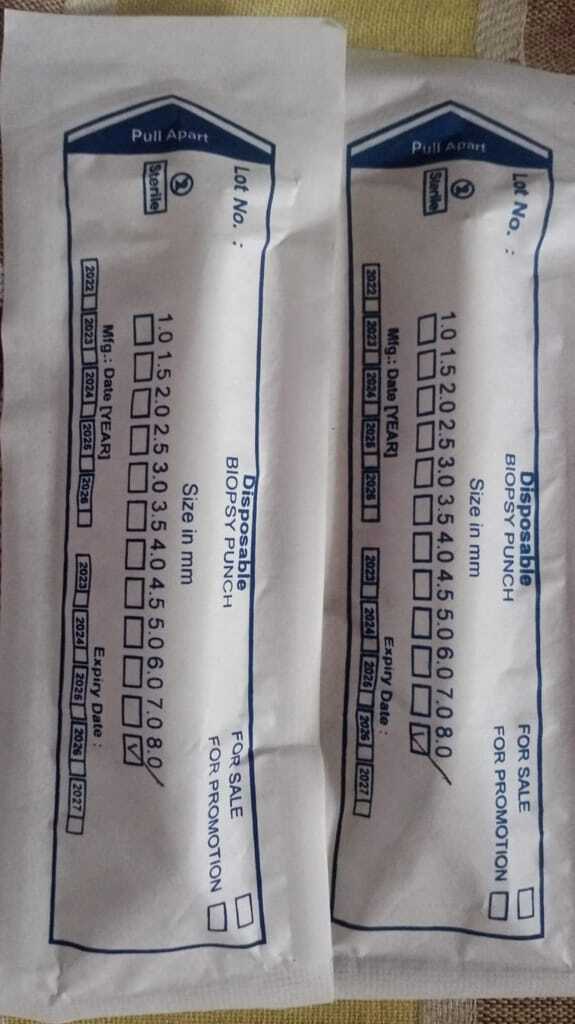 Pull Apart
Lot No. :
Disposable
BIOPSY PUNCH
FOR SALE
FOR PROMOTION
2
Sterile
Size in mm
1.0 1.5 2.0 2.5 3.0 3.5 4.0 4.5 5.0 6.0 7.0 8.0
Mfg.: Date [YEAR]
2022 2023 2024 2025 2026
Expiry Date :
2023 2024 2025 2026 2027
Pull Apart
Lot No. :
Disposable
BIOPSY PUNCH
FOR SALE
FOR PROMOTION
2
Sterile
Size in mm
1.0 1.5 2.0 2.5 3.0 3.5 4.0 4.5 5.0 6.0 7.0 8.0
Mfg.: Date [YEAR]
2022 2023 2024 2025 2026
Expiry Date :
2023 2024 2025 2026 2027